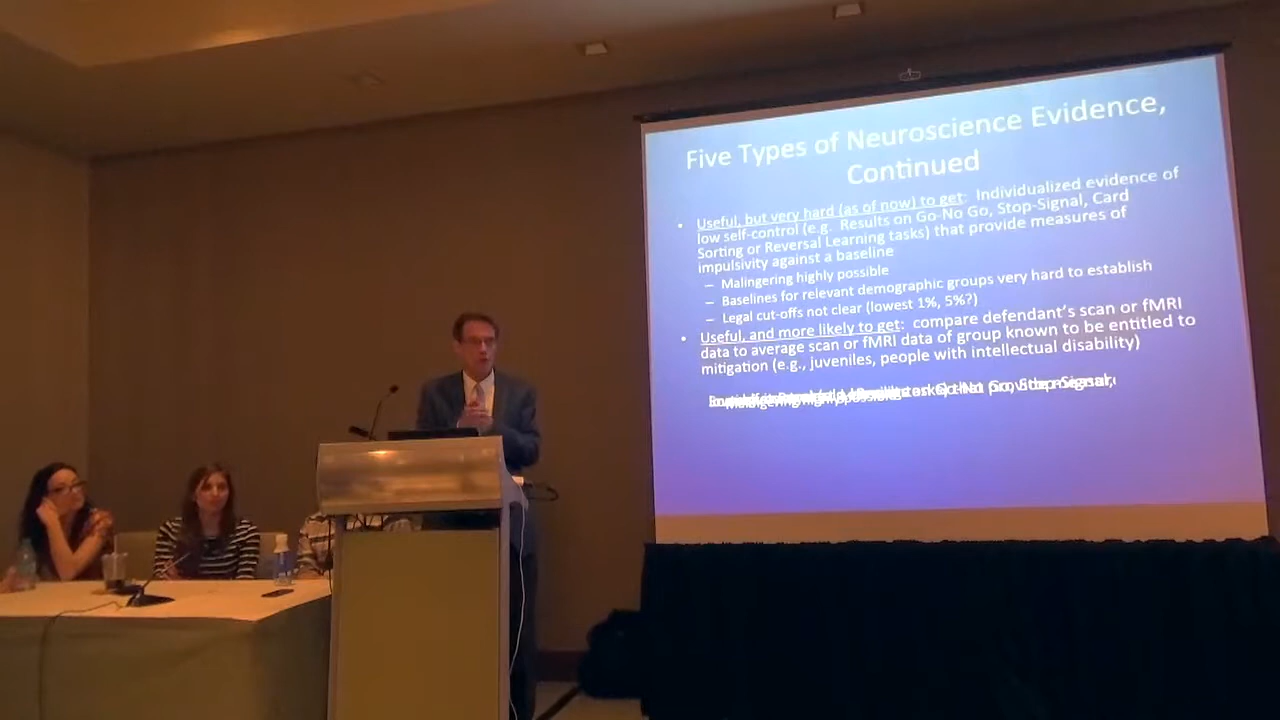 Five Types of Neuroscience Evidence,
Continued
• Useful, but very hard (as of now) to get: Individualized evidence of
low self-control (e.g. Results on Go-No Go, Stop-Signal, Card
Sorting or Reversal Learning tasks) that provide measures of
impulsivity against a baseline
– Malingering highly possible
– Baselines for relevant demographic groups very hard to establish
– Legal cut-offs not clear (lowest 1%, 5%?)
• Useful, and more likely to get: compare defendant's scan or fMRI
data to average scan or fMRI data of group known to be entitled to
mitigation (e.g., juveniles, people with intellectual disability)